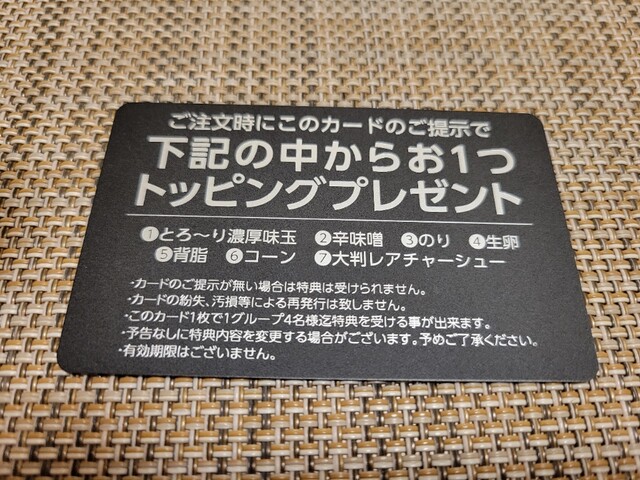 ご注文時にこのカードのご提示で
下記の中からお1つ
トッピングプレゼント
①とろ〜り濃厚味玉 ②辛味噌 ③のり ④生卵
⑤背脂 ⑥コーン ⑦大判レアチャーシュー
・カードのご提示が無い場合は特典は受けられません。
・カードの紛失、汚損等による再発行は致しません。
・このカード1枚で1グループ4名様迄特典を受ける事が出来ます。
・予告なしに特典内容を変更する場合がございます。予めご了承ください。
・有効期限はございません。